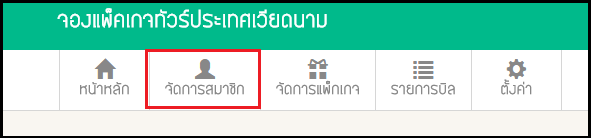 จองแพ็คเกจทัวร์ประเทศเวียดนาม
หน้าหลัก จัดการสมาชิก จัดการแพ็กเกจ รายการบิล ตั้งค่า